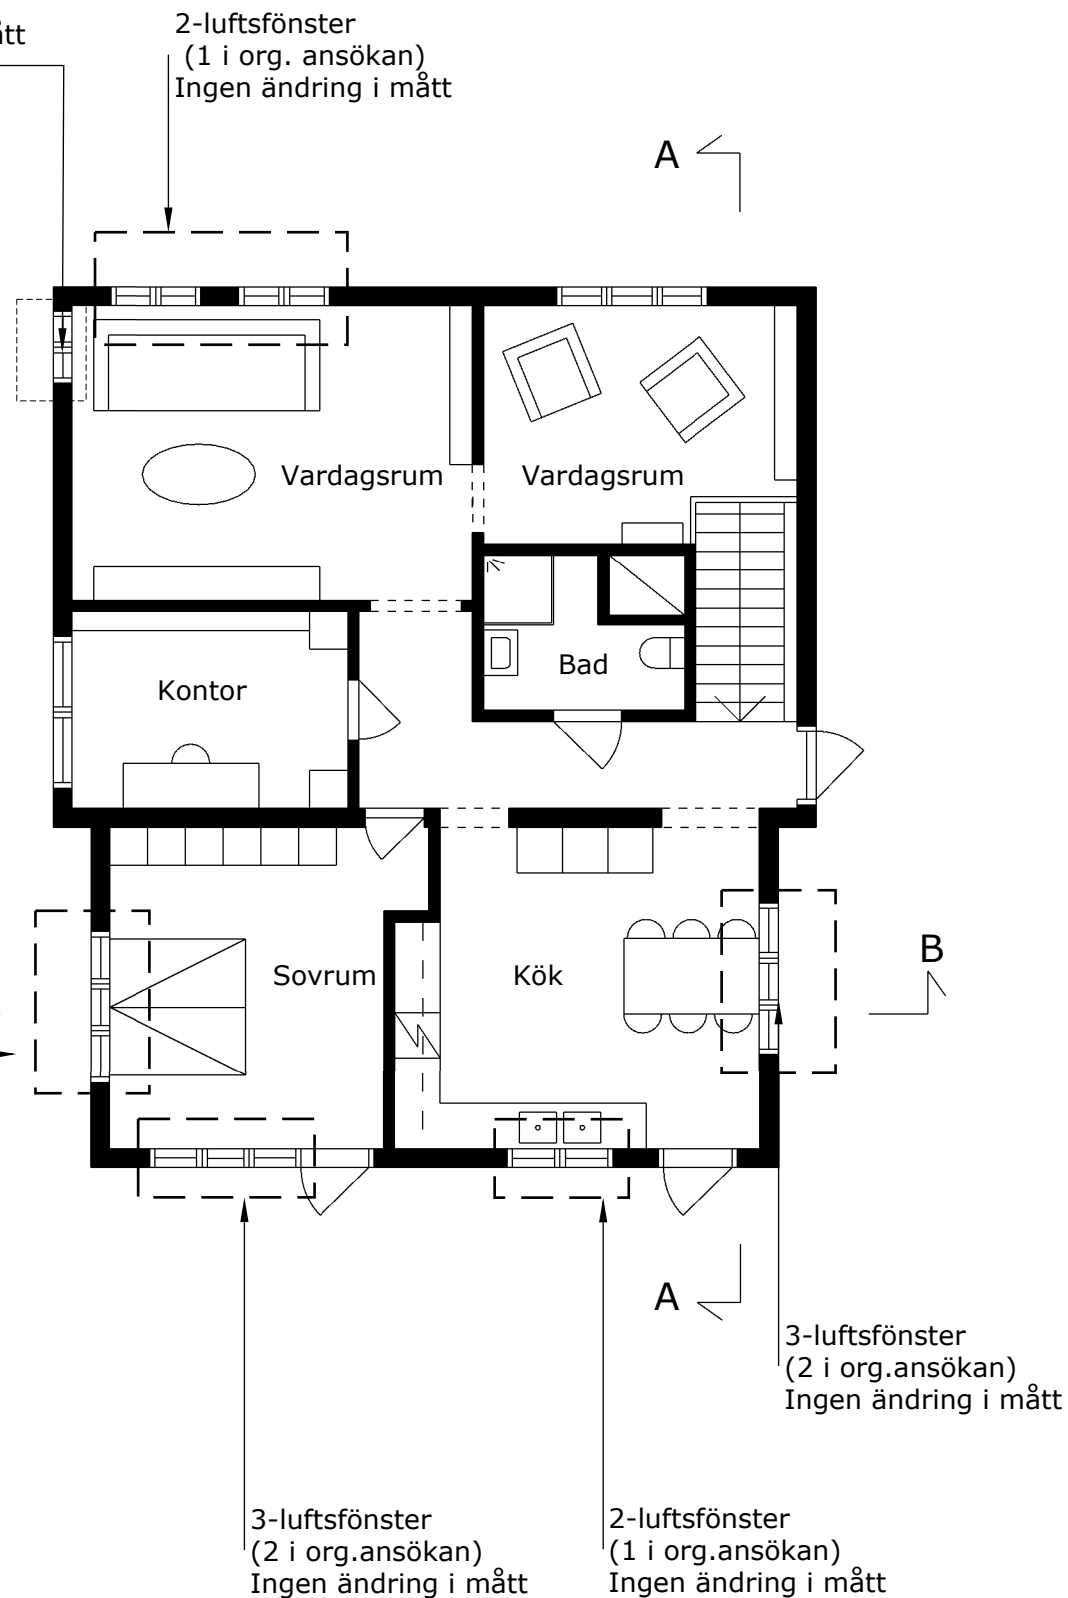 2-luftsfönster
(1 i org. ansökan)
Ingen ändring i mått
A
Vardagsrum
Vardagsrum
Bad
Kontor
B
Sovrum
Kök
A
3-luftsfönster
(2 i org.ansökan)
Ingen ändring i mått
3-luftsfönster
(2 i org.ansökan)
Ingen ändring i mått
2-luftsfönster
(1 i org.ansökan)
Ingen ändring i mått